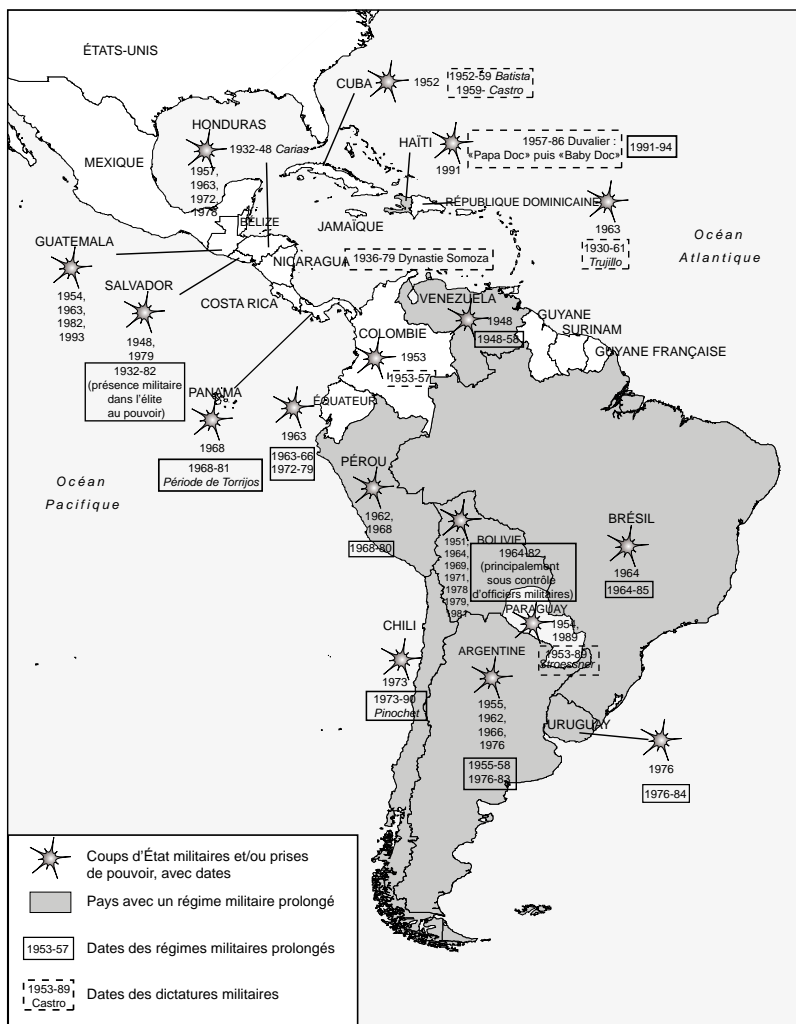 ÉTATS-UNIS
CUBA
1952
1952-59 Batista
1959- Castro
HONDURAS
1932-48 Carias
1957,
1963,
1972,
1978
MEXIQUE
HAÏTI
1991
1957-86 Duvalier :
«Papa Doc» puis «Baby Doc»
1991-94
BELIZE
JAMAÏQUE
RÉPUBLIQUE DOMINICAINE
1963
1930-61
Trujillo
Océan
Atlantique
GUATEMALA
1954,
1963,
1982,
1993
SALVADOR
1948,
1979
1932-82
(présence militaire
dans l'élite
au pouvoir)
NICARAGUA
1936-79 Dynastie Somoza
COSTA RICA
PANAMA
1968
1968-81
Période de Torrijos
VENEZUELA
1948
1948-58
COLOMBIE
1953
1953-57
GUYANE
SURINAM
GUYANE FRANÇAISE
ÉQUATEUR
1963
1963-66
1972-79
Océan
Pacifique
PÉROU
1962,
1968
1968-80
BRÉSIL
1964
1964-85
BOLIVIE
1951,
1964,
1969,
1971,
1978
1979,
1981
1964-82
(principalement
sous contrôle
d'officiers militaires)
PARAGUAY
1954,
1989
1953-89
Stroessner
CHILI
1973
1973-90
Pinochet
ARGENTINE
1955,
1962,
1966,
1976
1955-58
1976-83
URUGUAY
1976
1976-84
Coups d'État militaires et/ou prises
de pouvoir, avec dates
Pays avec un régime militaire prolongé
1953-57
Dates des régimes militaire prolongés
1953-89
Castro
Dates des dictatures militaires